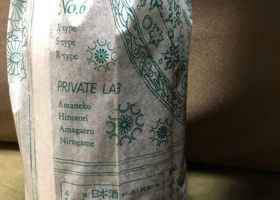 No.6
X-type
S-type
R-type
PRIVATE LAB
Amaneko
Hinotori
Amagaeru
Nirugame
日本酒